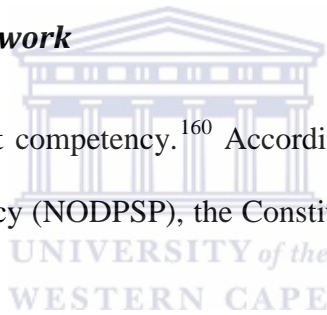 work
t competency.160 Accordi
cy (NODPSP), the Constit
UNIVERSITY of the
WESTERN CAPE